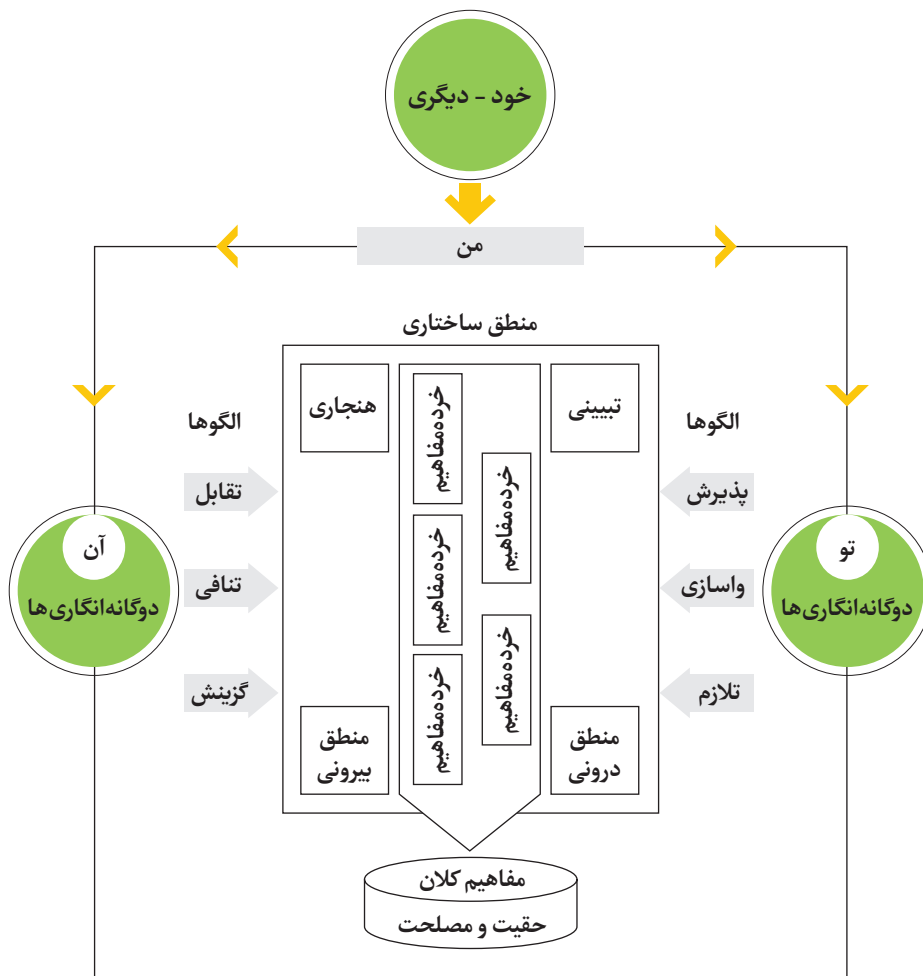 خود - دیگری
من
منطق ساختاری
الگوها
پذیرش
واسازی
تلازم
تو
دوگانه‌انگاری‌ها
تبیینی
منطق
درونی
خرده‌مفاهیم
خرده‌مفاهیم
خرده‌مفاهیم
خرده‌مفاهیم
خرده‌مفاهیم
هنجاری
منطق
بیرونی
الگوها
تقابل
تنافی
گزینش
آن
دوگانه‌انگاری‌ها
مفاهیم کلان
حقیت و مصلحت